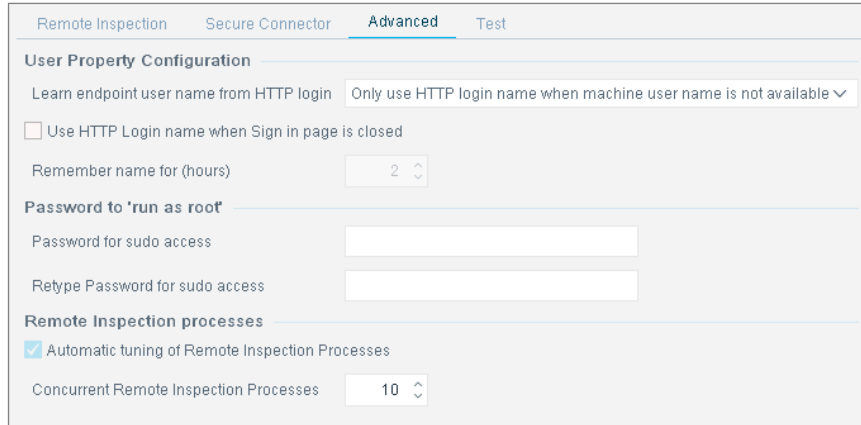 Remote Inspection Secure Connector Advanced Test
User Property Configuration
Learn endpoint user name from HTTP login Only use HTTP login name when machine user name is not available
Use HTTP Login name when Sign in page is closed
Remember name for (hours) 2
Password to 'run as root'
Password for sudo access
Retype Password for sudo access
Remote Inspection processes
Automatic tuning of Remote Inspection Processes
Concurrent Remote Inspection Processes 10